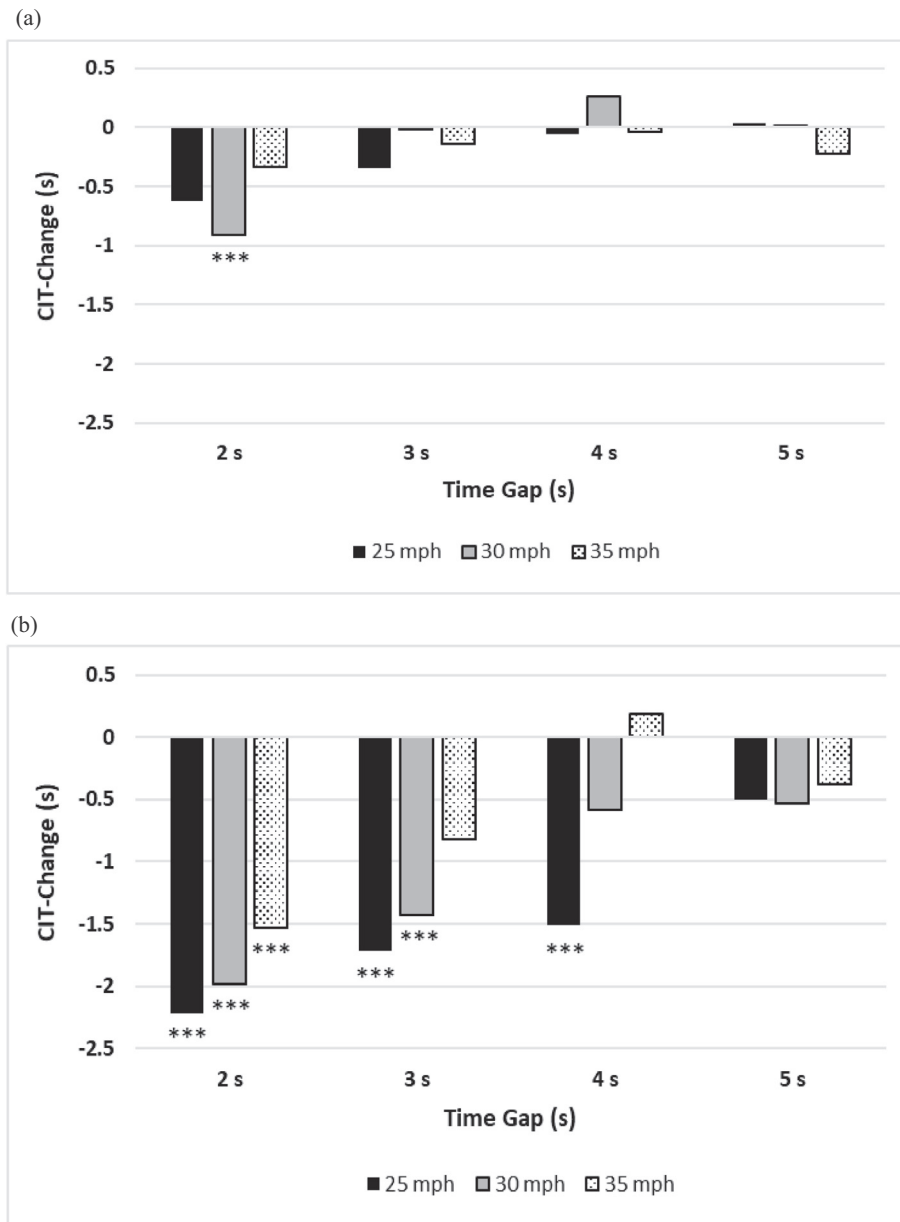 (a)
0.5
0
-0.5
-1
-1.5
-2
-2.5
CIT-Change (s)
***
2 s 3 s 4 s 5 s
Time Gap (s)
25 mph 30 mph 35 mph
(b)
0.5
0
-0.5
-1
-1.5
-2
-2.5
CIT-Change (s)
*** *** *** *** *** ***
2 s 3 s 4 s 5 s
Time Gap (s)
25 mph 30 mph 35 mph